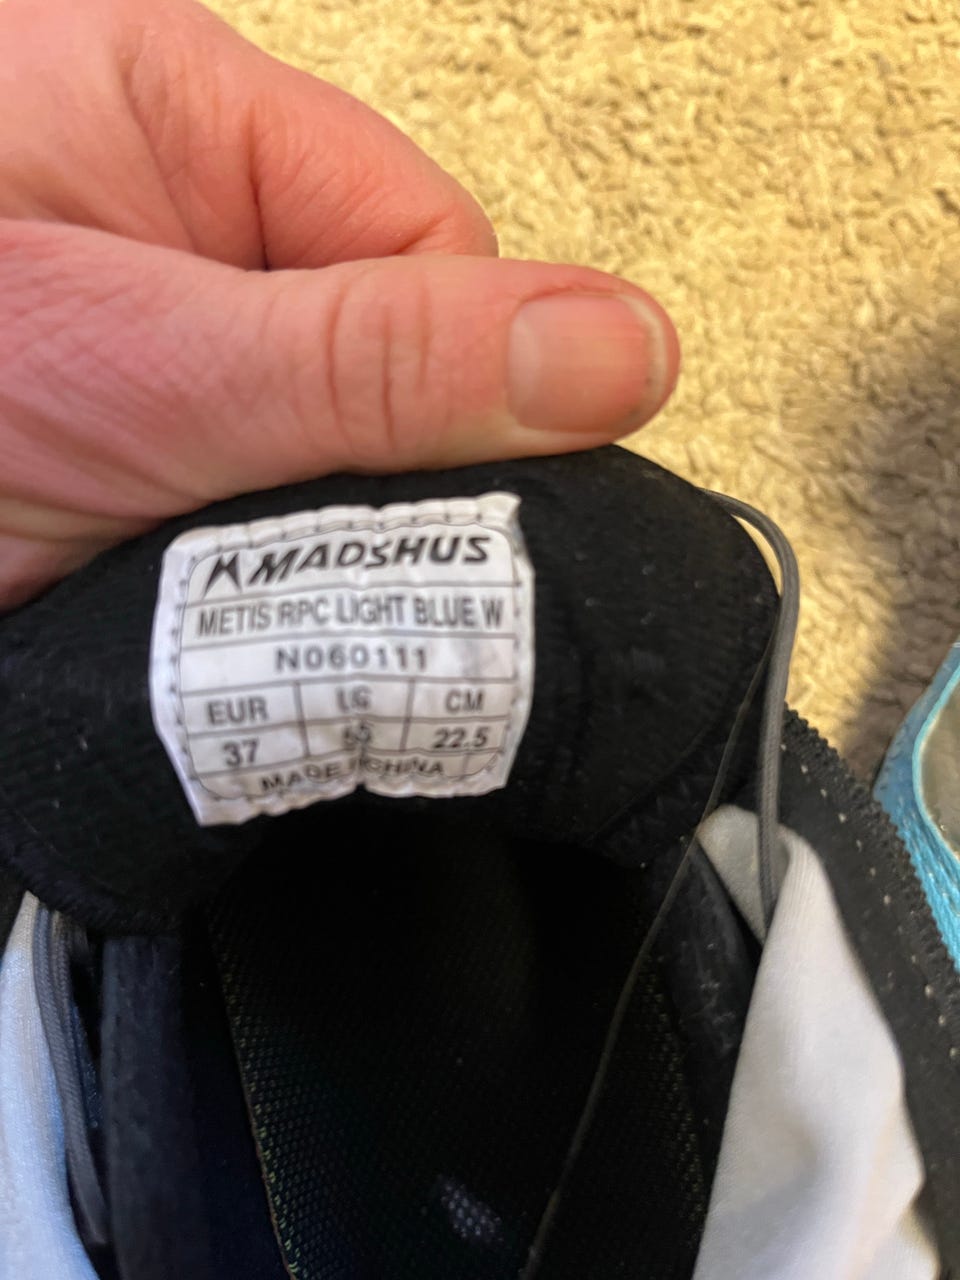 MADSHUS
METIS RPC LIGHT BLUE W
N060111
EUR CM
37 22.5
MADE CHINA